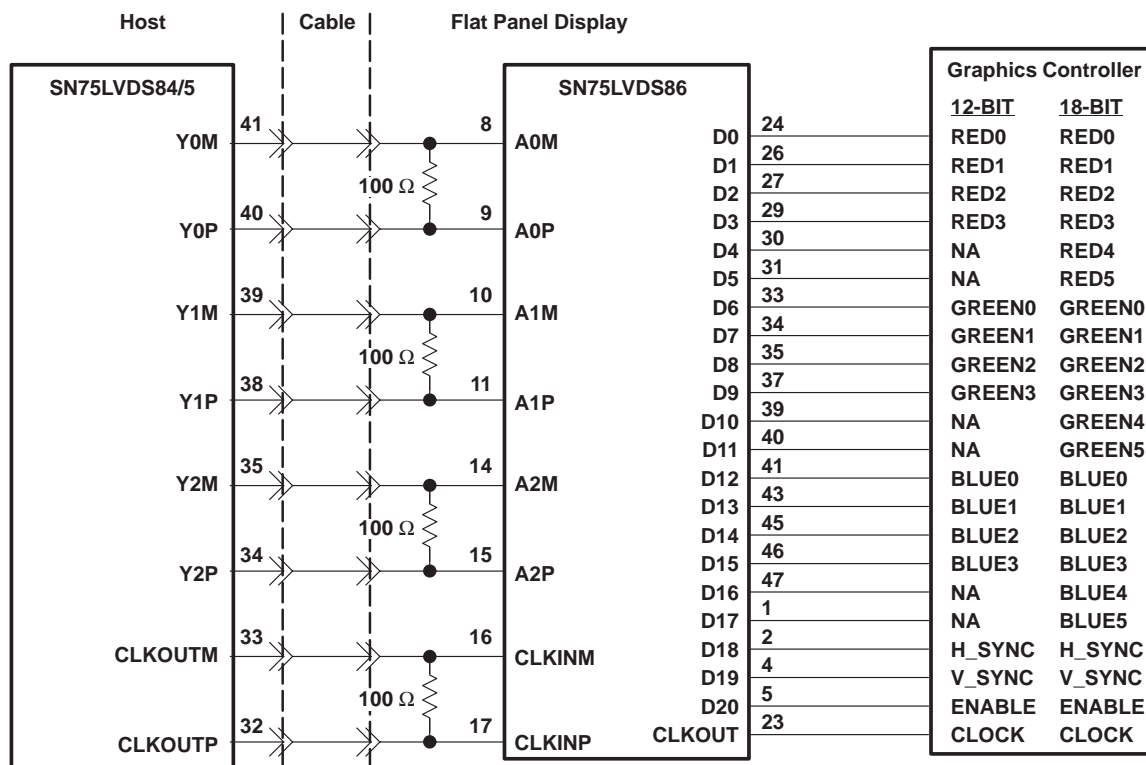 Host Cable Flat Panel Display
SN75LVDS84/5 SN75LVDS86 Graphics Controller
12-BIT 18-BIT
Y0M 41 8 A0M D0 24 RED0 RED0
D1 26 RED1 RED1
100 Ω D2 27 RED2 RED2
Y0P 40 9 A0P D3 29 RED3 RED3
D4 30 NA RED4
D5 31 NA RED5
Y1M 39 10 A1M D6 33 GREEN0 GREEN0
D7 34 GREEN1 GREEN1
100 Ω D8 35 GREEN2 GREEN2
Y1P 38 11 A1P D9 37 GREEN3 GREEN3
D10 39 NA GREEN4
D11 40 NA GREEN5
Y2M 35 14 A2M D12 41 BLUE0 BLUE0
D13 43 BLUE1 BLUE1
100 Ω D14 45 BLUE2 BLUE2
Y2P 34 15 A2P D15 46 BLUE3 BLUE3
D16 47 NA BLUE4
D17 1 NA BLUE5
CLKOUTM 33 16 CLKINM D18 2 H_SYNC H_SYNC
D19 4 V_SYNC V_SYNC
100 Ω D20 5 ENABLE ENABLE
CLKOUTP 32 17 CLKINP CLKOUT 23 CLOCK CLOCK